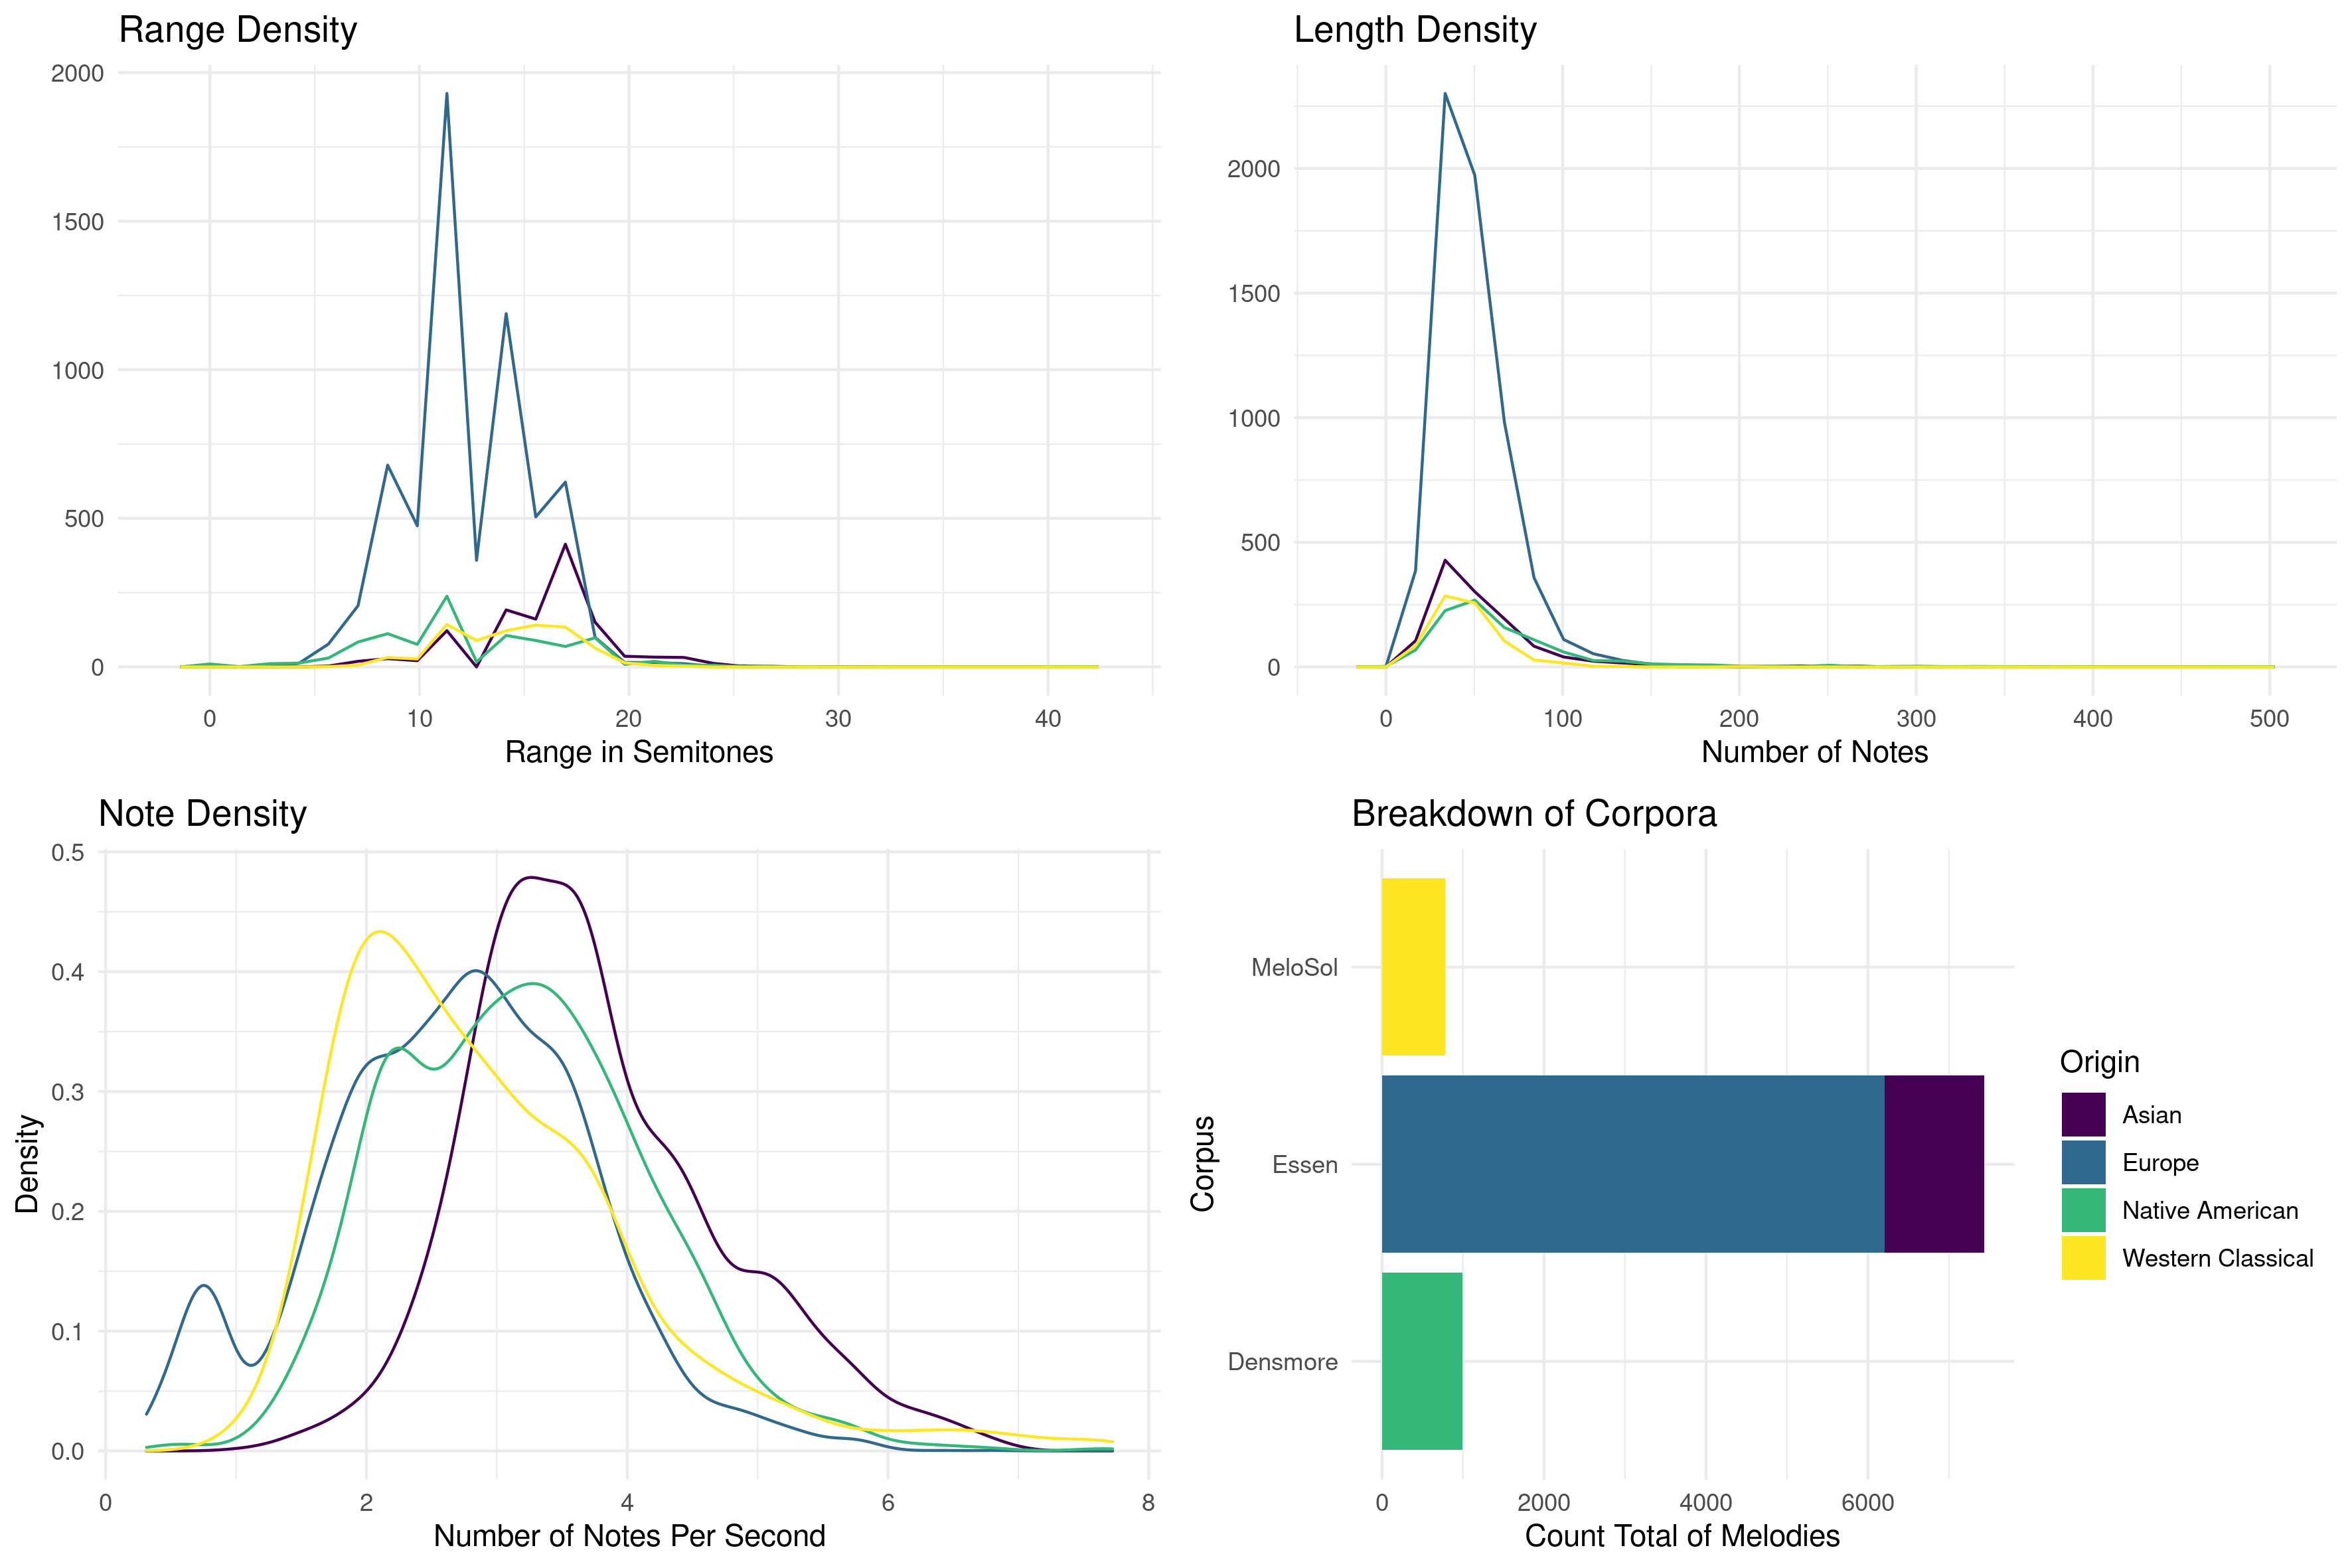 Range Density
2000
1500
1000
500
0
0 10 20 30 40
Range in Semitones
Length Density
2000
1500
1000
500
0
0 100 200 300 400 500
Number of Notes
Note Density
Density
0.5
0.4
0.3
0.2
0.1
0.0
0 2 4 6 8
Number of Notes Per Second
Breakdown of Corpora
Corpus
MeloSol
Essen
Densmore
0 2000 4000 6000
Count Total of Melodies
Origin
Asian
Europe
Native American
Western Classical